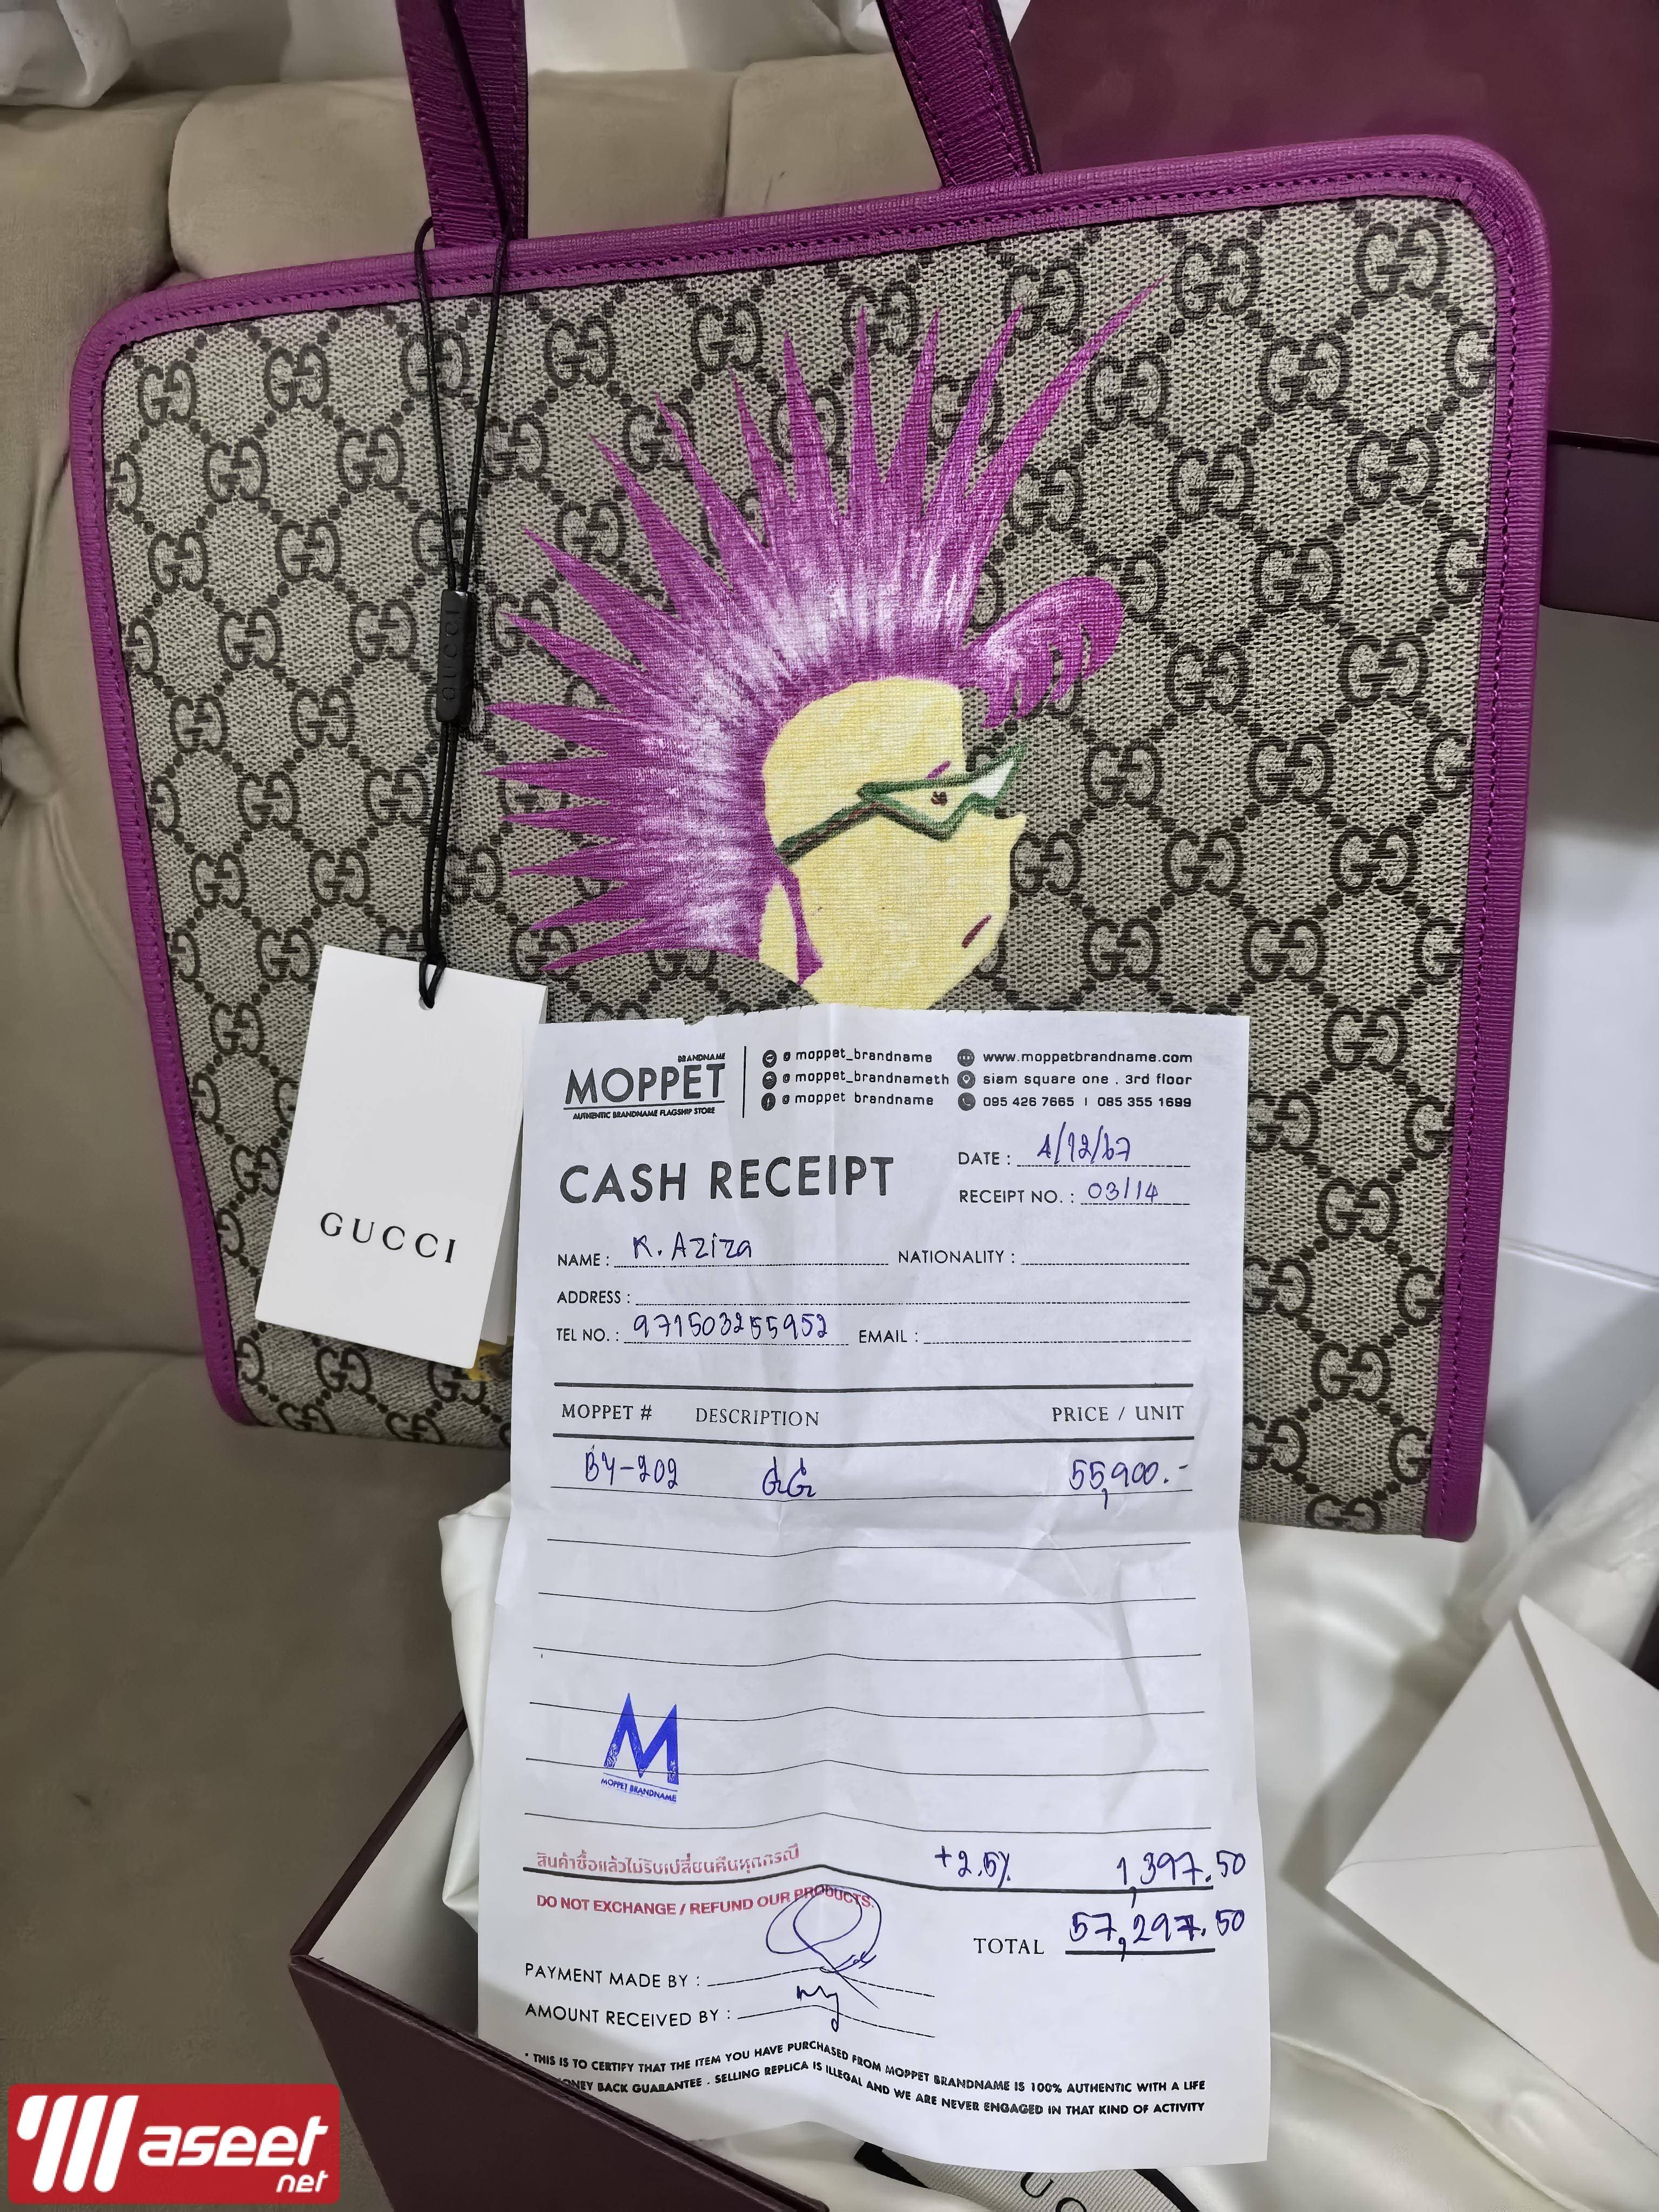 GUCCI
GUCCI
BRANDNAME
MOPPET
AUTHENTIC BRANDNAME FLAGSHIP STORE
@ moppet_brandname
@ moppet_brandnameth
@ moppet brandname
www.moppetbrandname.com
siam square one . 3rd floor
095 426 7665 | 085 355 1699
CASH RECEIPT
DATE : 4/12/67
RECEIPT NO. : 03/14
NAME : K. Aziza NATIONALITY :
ADDRESS :
TEL NO. : 971503255952 EMAIL :
MOPPET # DESCRIPTION PRICE / UNIT
BY-202 GG 55,900.-
M
MOPPET BRANDNAME
สินค้าซื้อแล้วไม่รับเปลี่ยนคืนทุกกรณี +2.5% 1,397.50
DO NOT EXCHANGE / REFUND OUR PRODUCTS.
TOTAL 57,297.50
PAYMENT MADE BY :
AMOUNT RECEIVED BY :
* THIS IS TO CERTIFY THAT THE ITEM YOU HAVE PURCHASED FROM MOPPET BRANDNAME IS 100% AUTHENTIC WITH A LIFE
BACK GUARANTEE . SELLING REPLICA IS ILLEGAL AND WE ARE NEVER ENGAGED IN THAT KIND OF ACTIVITY
Maseet
net